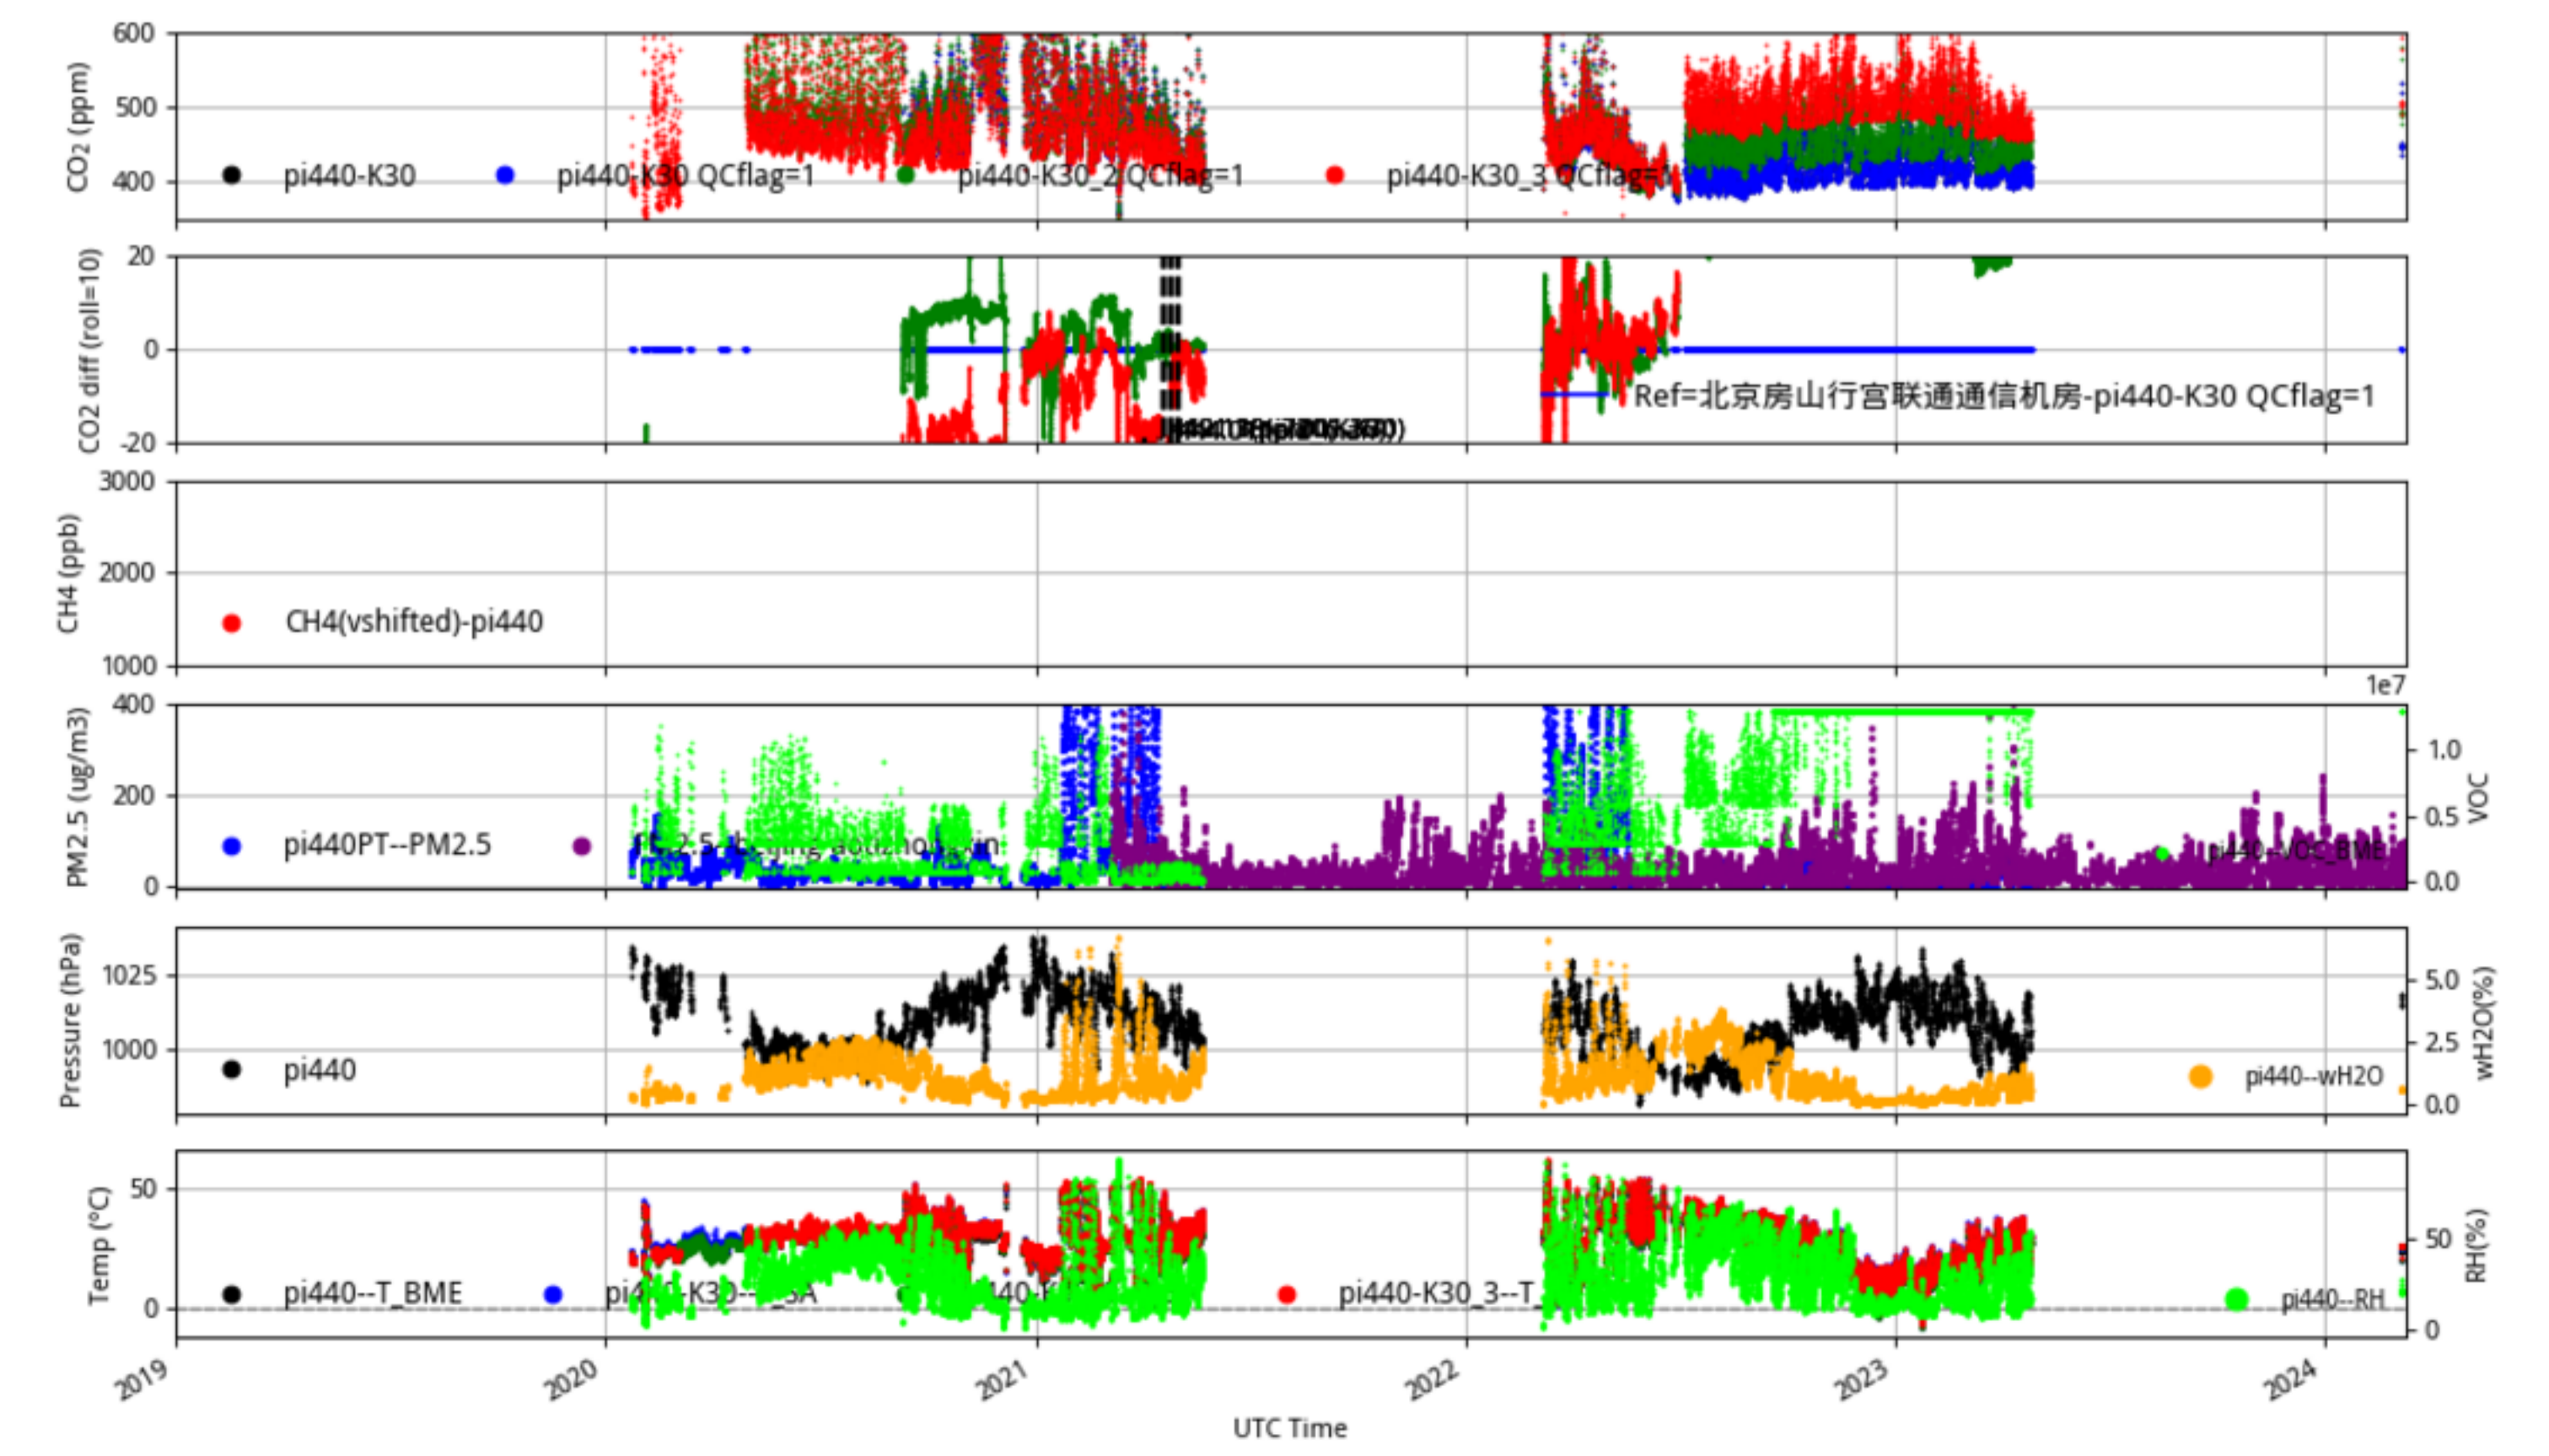 600
500
400
CO2 (ppm)
pi440-K30
pi440-K30 QCflag=1
pi440-K30_2 QCflag=1
pi440-K30_3 QCflag=
20
0
-20
CO2 diff (roll=10)
Ref=北京房山行宫联通通信机房-pi440-K30 QCflag=1
3000
2000
1000
CH4 (ppb)
CH4(vshifted)-pi440
1e7
400
200
0
PM2.5 (ug/m3)
pi440PT--PM2.5
1.0
0.5
0.0
VOC
pi440--VOC_BME
1025
1000
Pressure (hPa)
pi440
5.0
2.5
0.0
wH2O(%)
pi440--wH2O
50
0
Temp (°C)
pi440--T_BME
pi440-K30_3--T_
50
0
RH(%)
pi440--RH
2019
2020
2021
2022
2023
2024
UTC Time